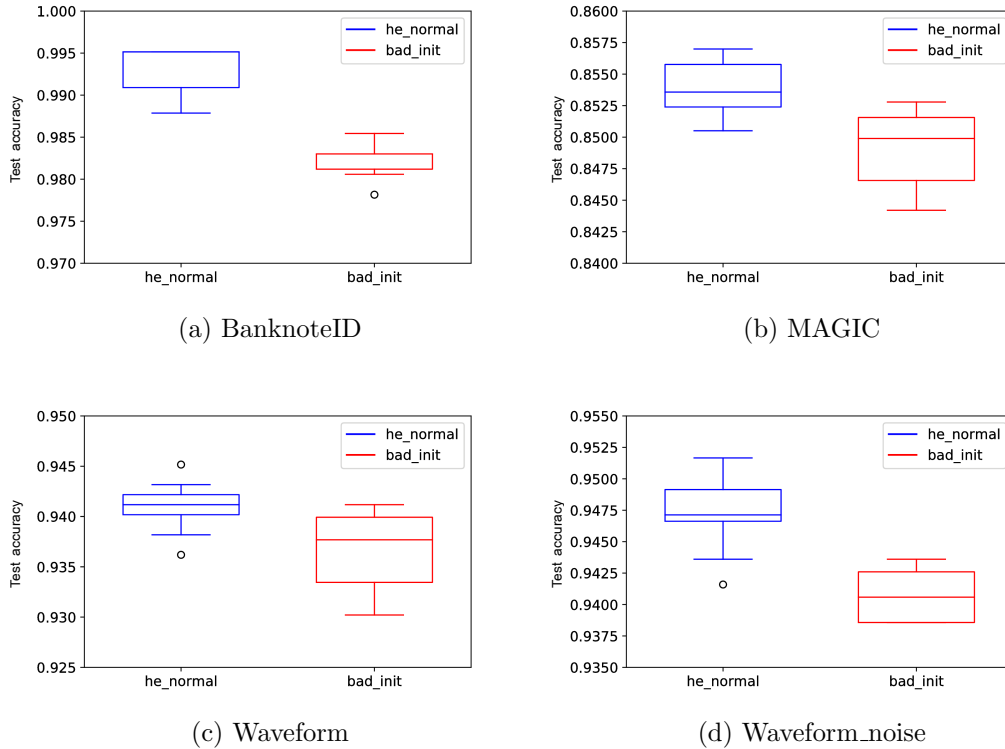 1.000
0.995
0.990
0.985
0.980
0.975
0.970
Test accuracy
he_normal
bad_init
he_normal
bad_init
(a) BanknoteID
0.8600
0.8575
0.8550
0.8525
0.8500
0.8475
0.8450
0.8425
0.8400
Test accuracy
he_normal
bad_init
he_normal
bad_init
(b) MAGIC
0.950
0.945
0.940
0.935
0.930
0.925
Test accuracy
he_normal
bad_init
he_normal
bad_init
(c) Waveform
0.9550
0.9525
0.9500
0.9475
0.9450
0.9425
0.9400
0.9375
0.9350
Test accuracy
he_normal
bad_init
he_normal
bad_init
(d) Waveform_noise